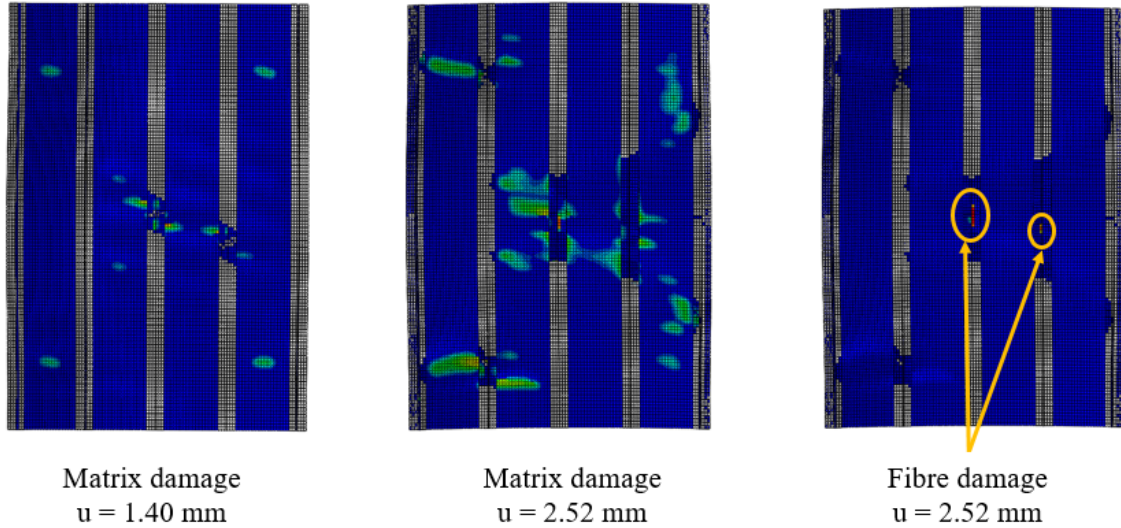 Matrix damage
u = 1.40 mm
Matrix damage
u = 2.52 mm
Fibre damage
u = 2.52 mm